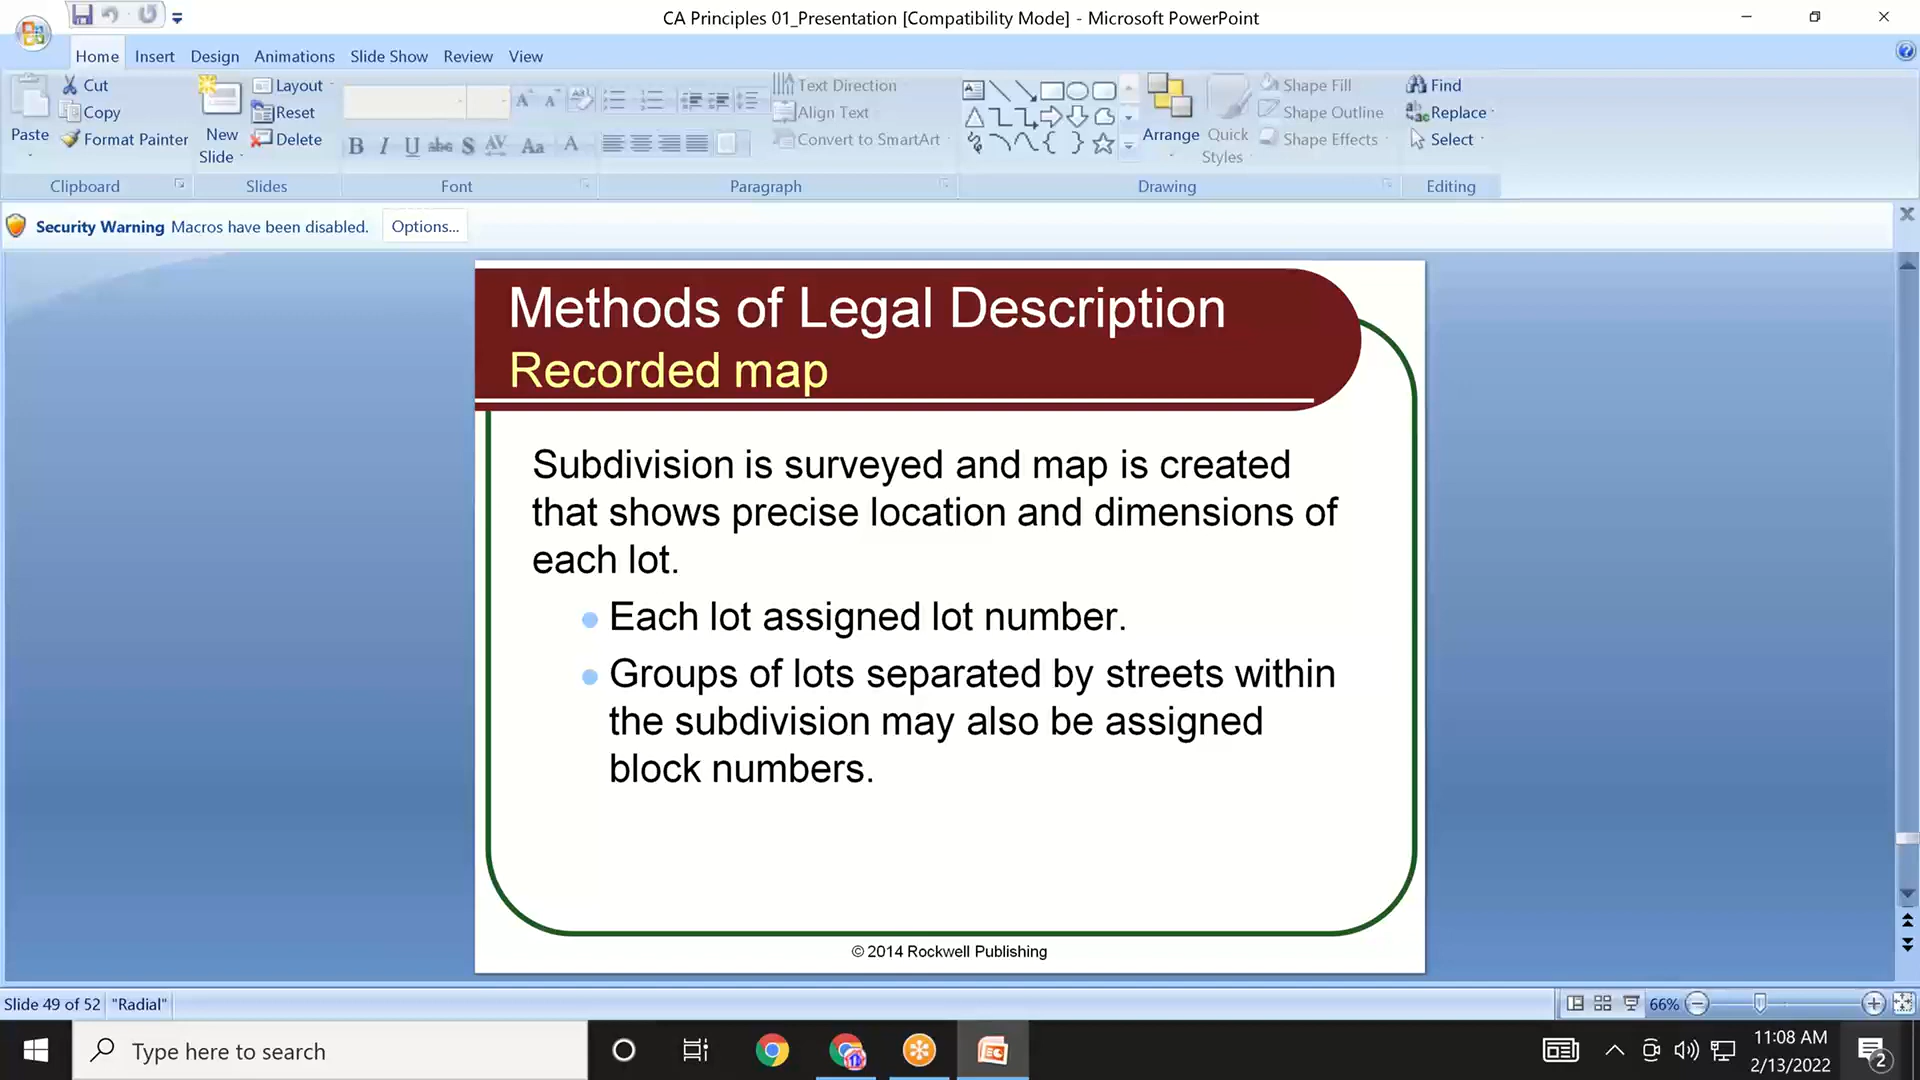 CA Principles 01_Presentation [Compatibility Mode] - Microsoft PowerPoint
Home Insert Design Animations Slide Show Review View
Paste
Cut
Copy
Format Painter
Clipboard
New
Slide
Layout
Reset
Delete
Slides
B I U abc S AV Aa A
Font
Text Direction
Align Text
Convert to SmartArt
Paragraph
Arrange
Quick
Styles
Shape Fill
Shape Outline
Shape Effects
Drawing
Find
Replace
Select
Editing
Security Warning Macros have been disabled. Options...
Methods of Legal Description
Recorded map
Subdivision is surveyed and map is created
that shows precise location and dimensions of
each lot.
Each lot assigned lot number.
Groups of lots separated by streets within
the subdivision may also be assigned
block numbers.
© 2014 Rockwell Publishing
Slide 49 of 52 "Radial" 66%
Type here to search
11:08 AM
2/13/2022
2